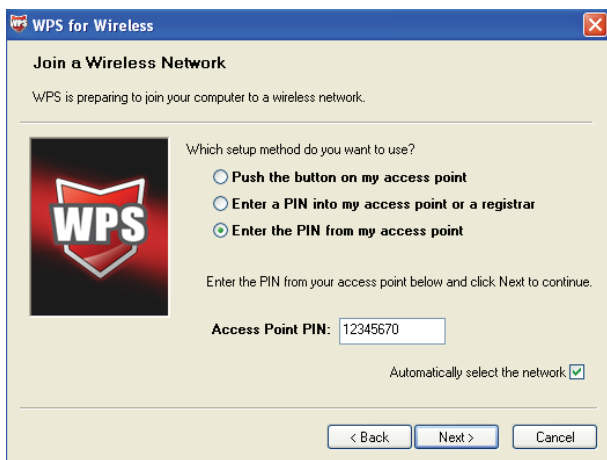 WPS for Wireless
Join a Wireless Network
WPS is preparing to join your computer to a wireless network.
WPS
Which setup method do you want to use?
Push the button on my access point
Enter a PIN into my access point or a registrar
Enter the PIN from my access point
Enter the PIN from your access point below and click Next to continue.
Access Point PIN: 12345670
Automatically select the network
< Back Next > Cancel